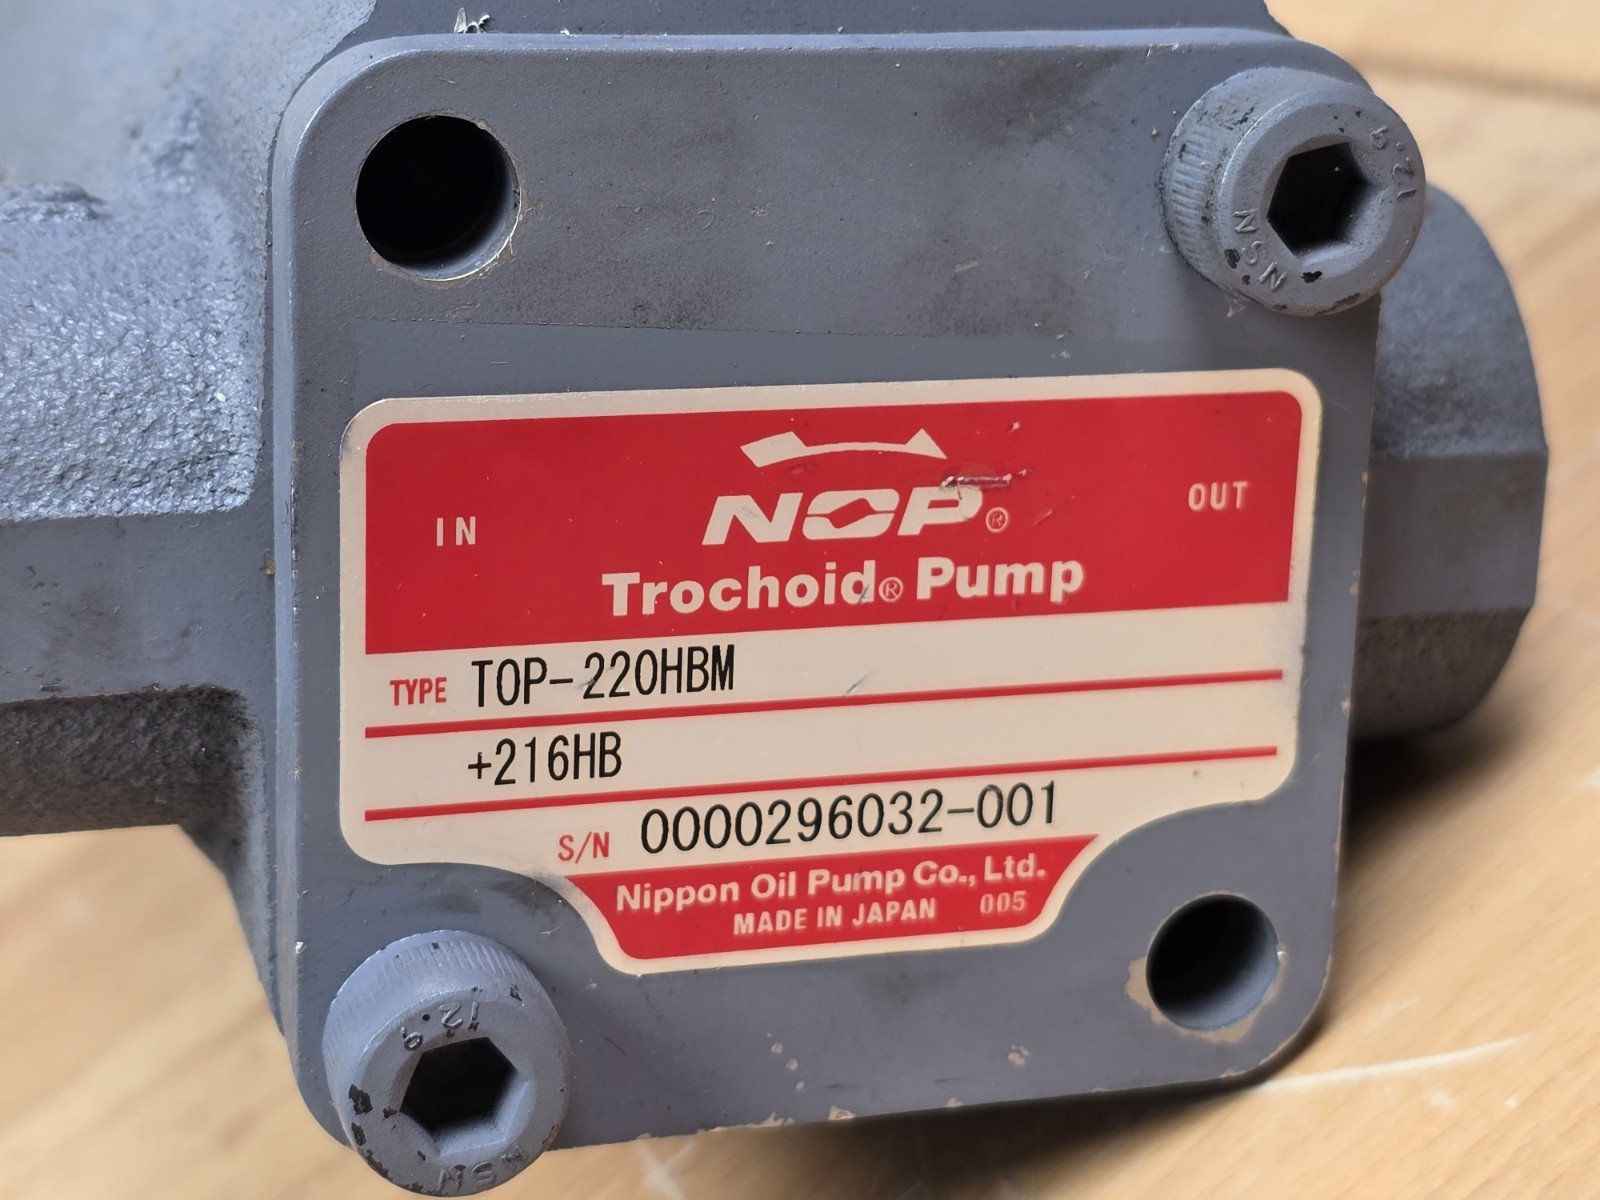 12.9
NSN
NOP®
IN
OUT
Trochoid® Pump
TYPE TOP-220HBM
+216HB
S/N 0000296032-001
Nippon Oil Pump Co., Ltd.
MADE IN JAPAN 005
12.9
NSN